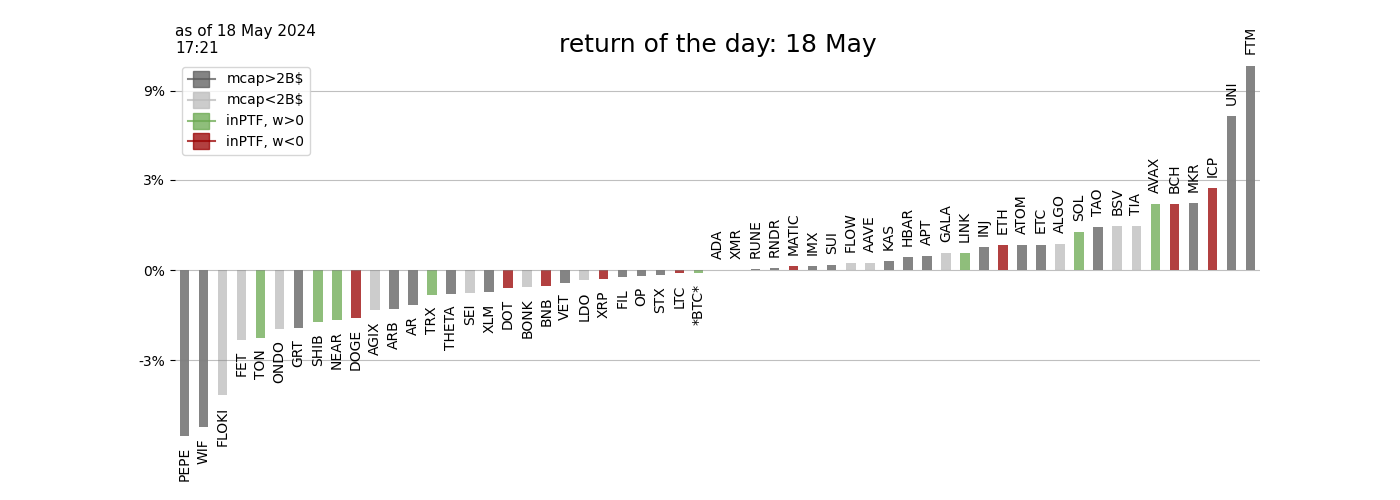 as of 18 May 2024
17:21
return of the day: 18 May
mcap>2B$
mcap<2B$
inPTF, w>0
inPTF, w<0
9%
3%
0%
-3%
PEPE
WIF
FLOKI
FET
TON
ONDO
GRT
SHIB
NEAR
DOGE
AGIX
ARB
AR
TRX
THETA
SEI
XLM
DOT
BONK
BNB
VET
LDO
XRP
FIL
OP
STX
LTC
*BTC*
ADA
XMR
RUNE
RNDR
MATIC
IMX
SUI
FLOW
AAVE
KAS
HBAR
APT
GALA
LINK
INJ
ETH
ATOM
ETC
ALGO
SOL
TAO
BSV
TIA
AVAX
BCH
MKR
ICP
UNI
FTM